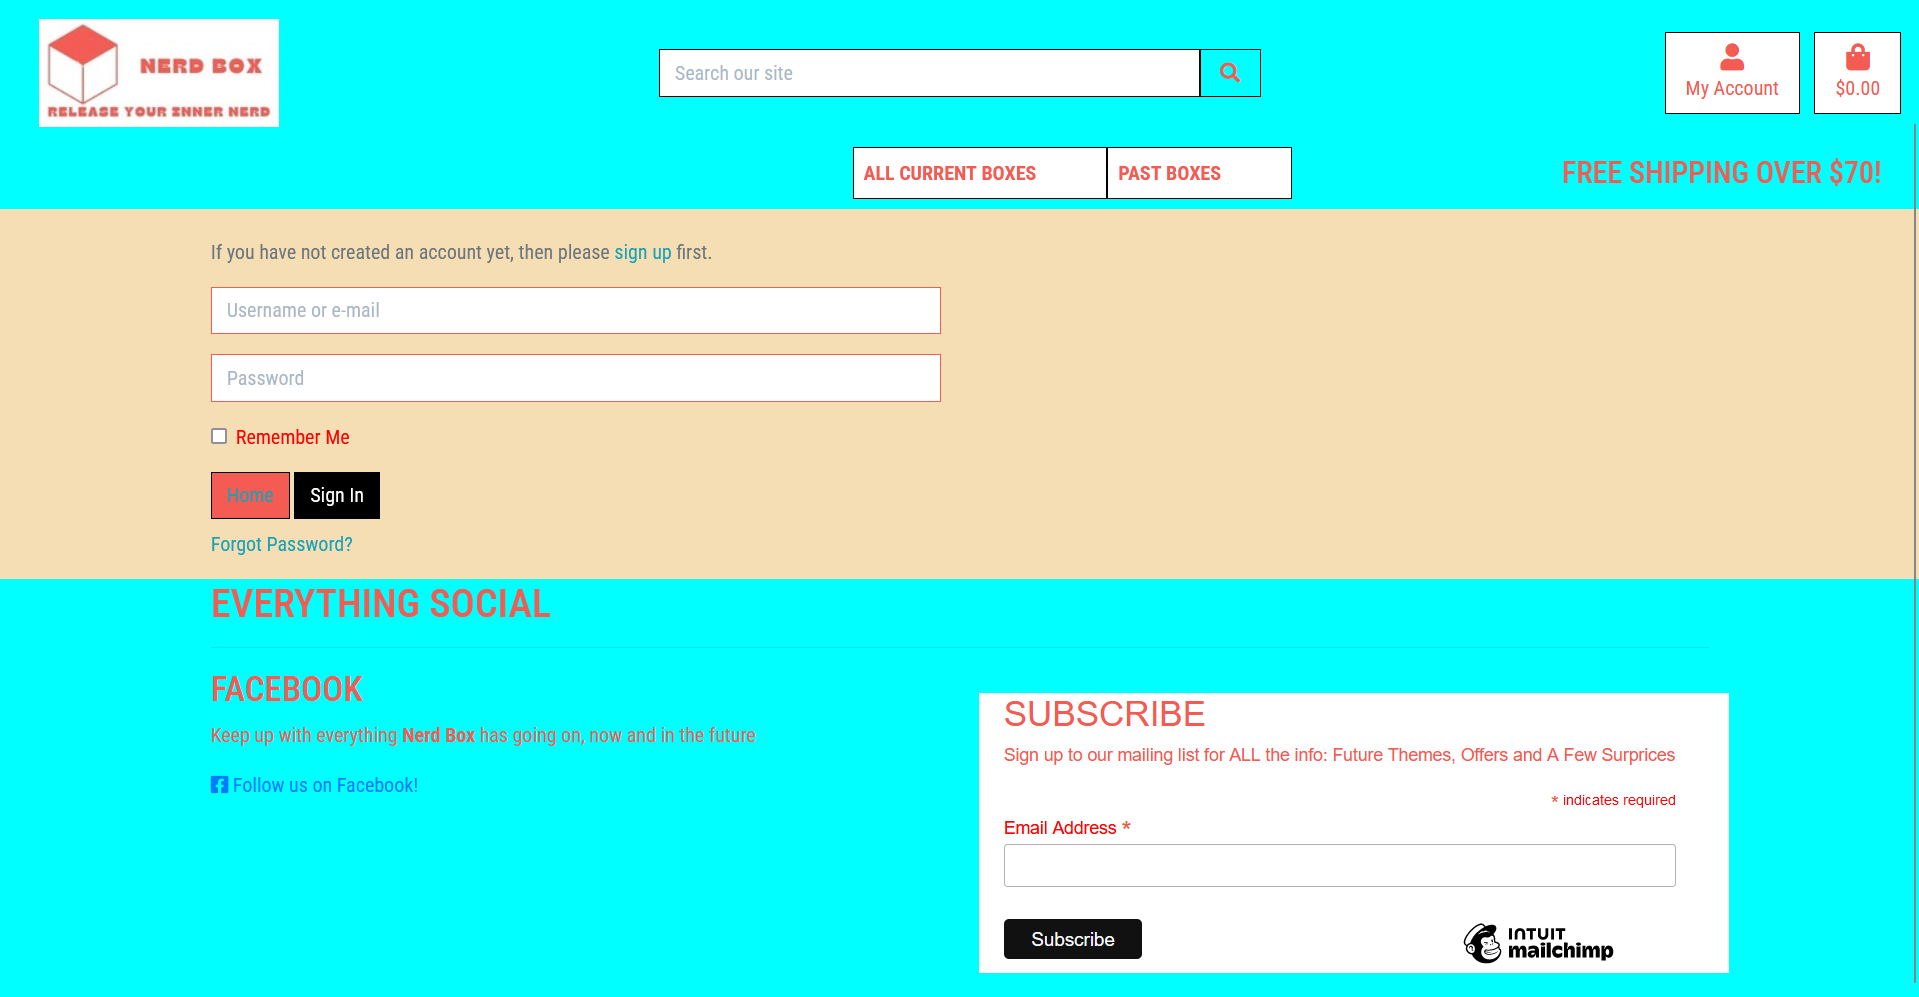 NERD BOX
RELEASE YOUR INNER NERD
Search our site
My Account
$0.00
ALL CURRENT BOXES
PAST BOXES
FREE SHIPPING OVER $70!
If you have not created an account yet, then please sign up first.
Username or e-mail
Password
Remember Me
Home
Sign In
Forgot Password?
EVERYTHING SOCIAL
FACEBOOK
Keep up with everything Nerd Box has going on, now and in the future
Follow us on Facebook!
SUBSCRIBE
Sign up to our mailing list for ALL the info: Future Themes, Offers and A Few Surprices
* indicates required
Email Address *
Subscribe
INTUIT
mailchimp